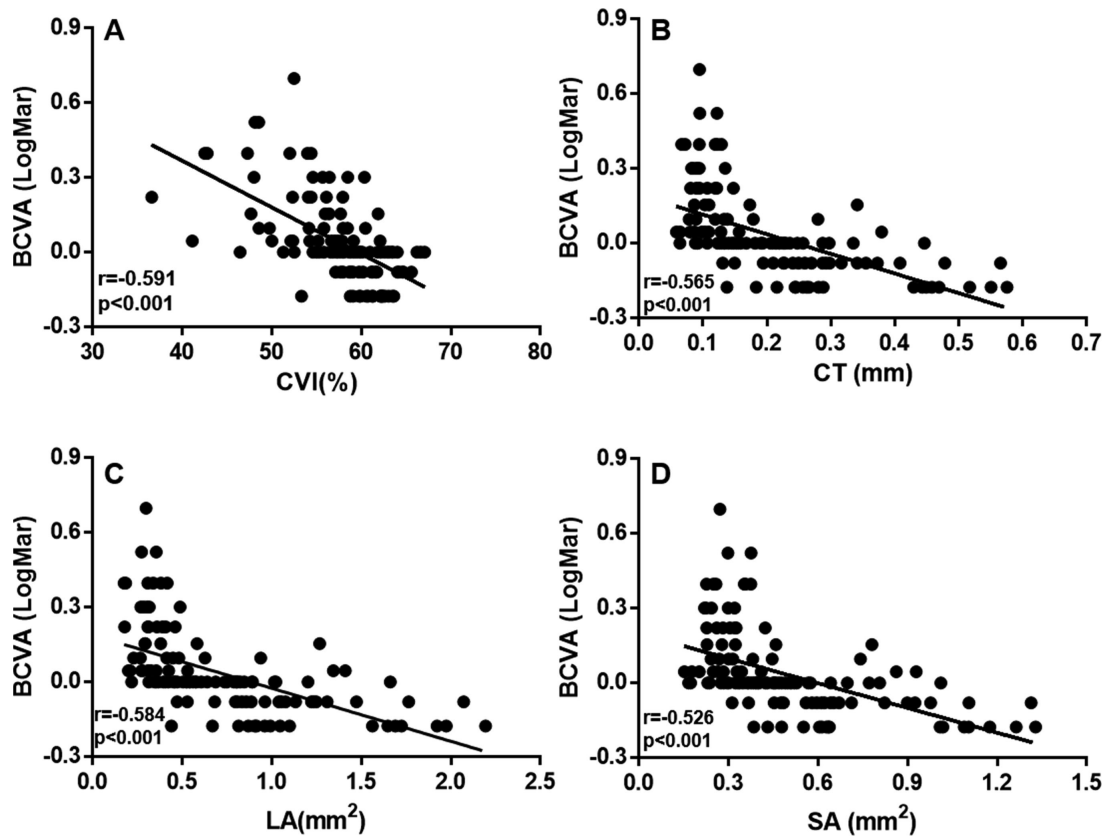 A
BCVA (LogMar)
0.9
0.6
0.3
0.0
-0.3
r=-0.591
p<0.001
30 40 50 60 70 80
CVI(%)
B
BCVA (LogMar)
0.9
0.6
0.3
0.0
-0.3
r=-0.565
p<0.001
0.0 0.1 0.2 0.3 0.4 0.5 0.6 0.7
CT (mm)
C
BCVA (LogMar)
0.9
0.6
0.3
0.0
-0.3
r=-0.584
p<0.001
0.0 0.5 1.0 1.5 2.0 2.5
LA(mm²)
D
BCVA (LogMar)
0.9
0.6
0.3
0.0
-0.3
r=-0.526
p<0.001
0.0 0.3 0.6 0.9 1.2 1.5
SA (mm²)